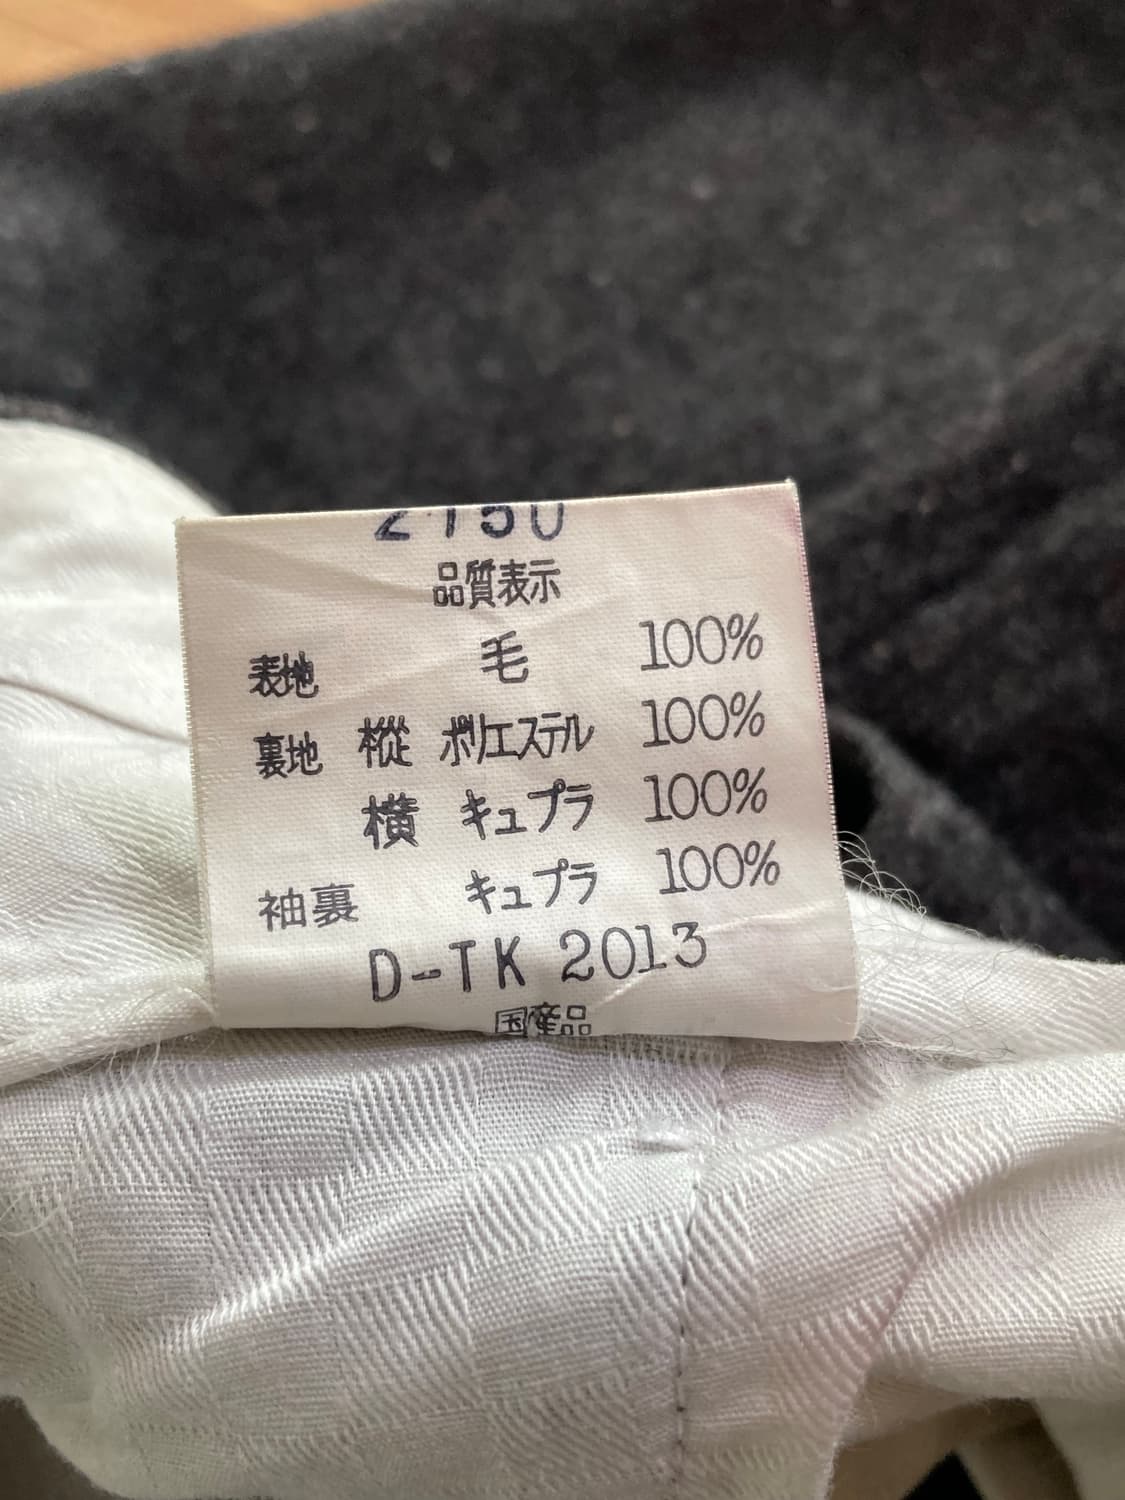 2150
品質表示
表地 毛 100%
裏地 樅 ポリエステル 100%
横 キュプラ 100%
袖裏 キュプラ 100%
D-TK 2013
国産品